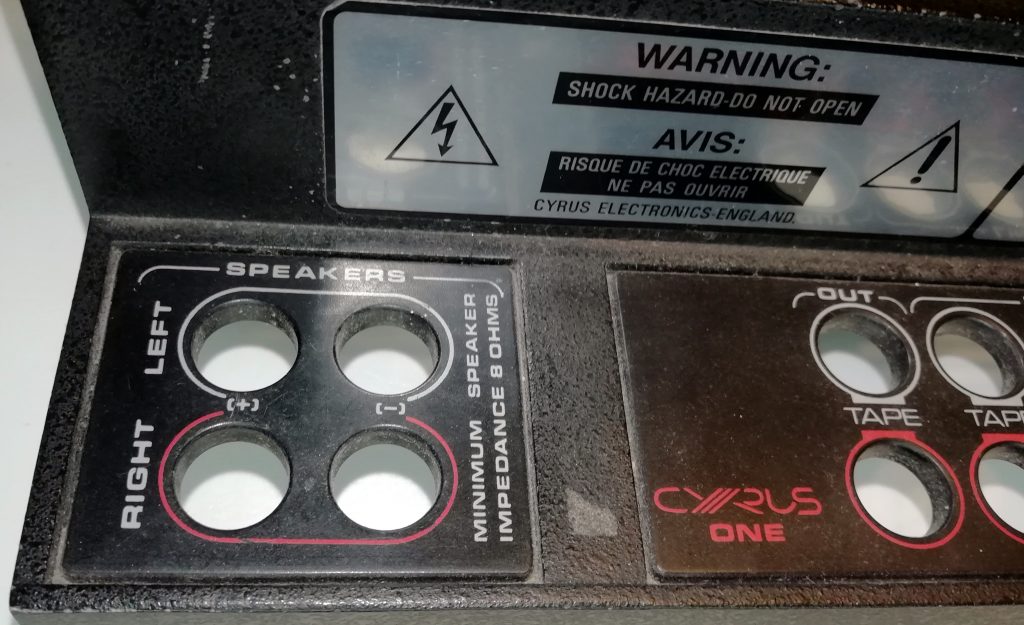 WARNING:
SHOCK HAZARD-DO NOT OPEN
AVIS:
RISQUE DE CHOC ELECTRIQUE
NE PAS OUVRIR
CYRUS ELECTRONICS-ENGLAND.
SPEAKERS
LEFT
RIGHT
(+)
(-)
MINIMUM SPEAKER
IMPEDANCE 8 OHMS
OUT
TAPE
CYRUS
ONE